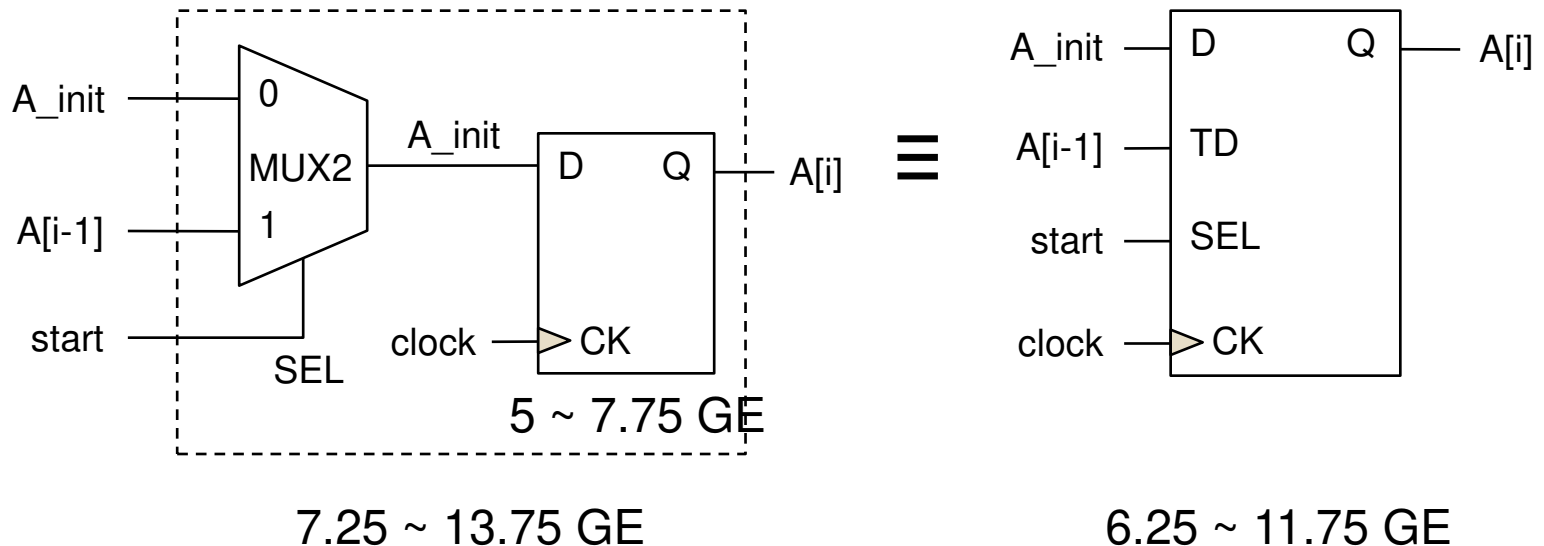 A_init
0
MUX2
A[i-1]
1
start
SEL
A_init
D
Q
A[i]
clock
CK
5 ~ 7.75 GE
7.25 ~ 13.75 GE
≡
A_init
D
Q
A[i]
A[i-1]
TD
start
SEL
clock
CK
6.25 ~ 11.75 GE